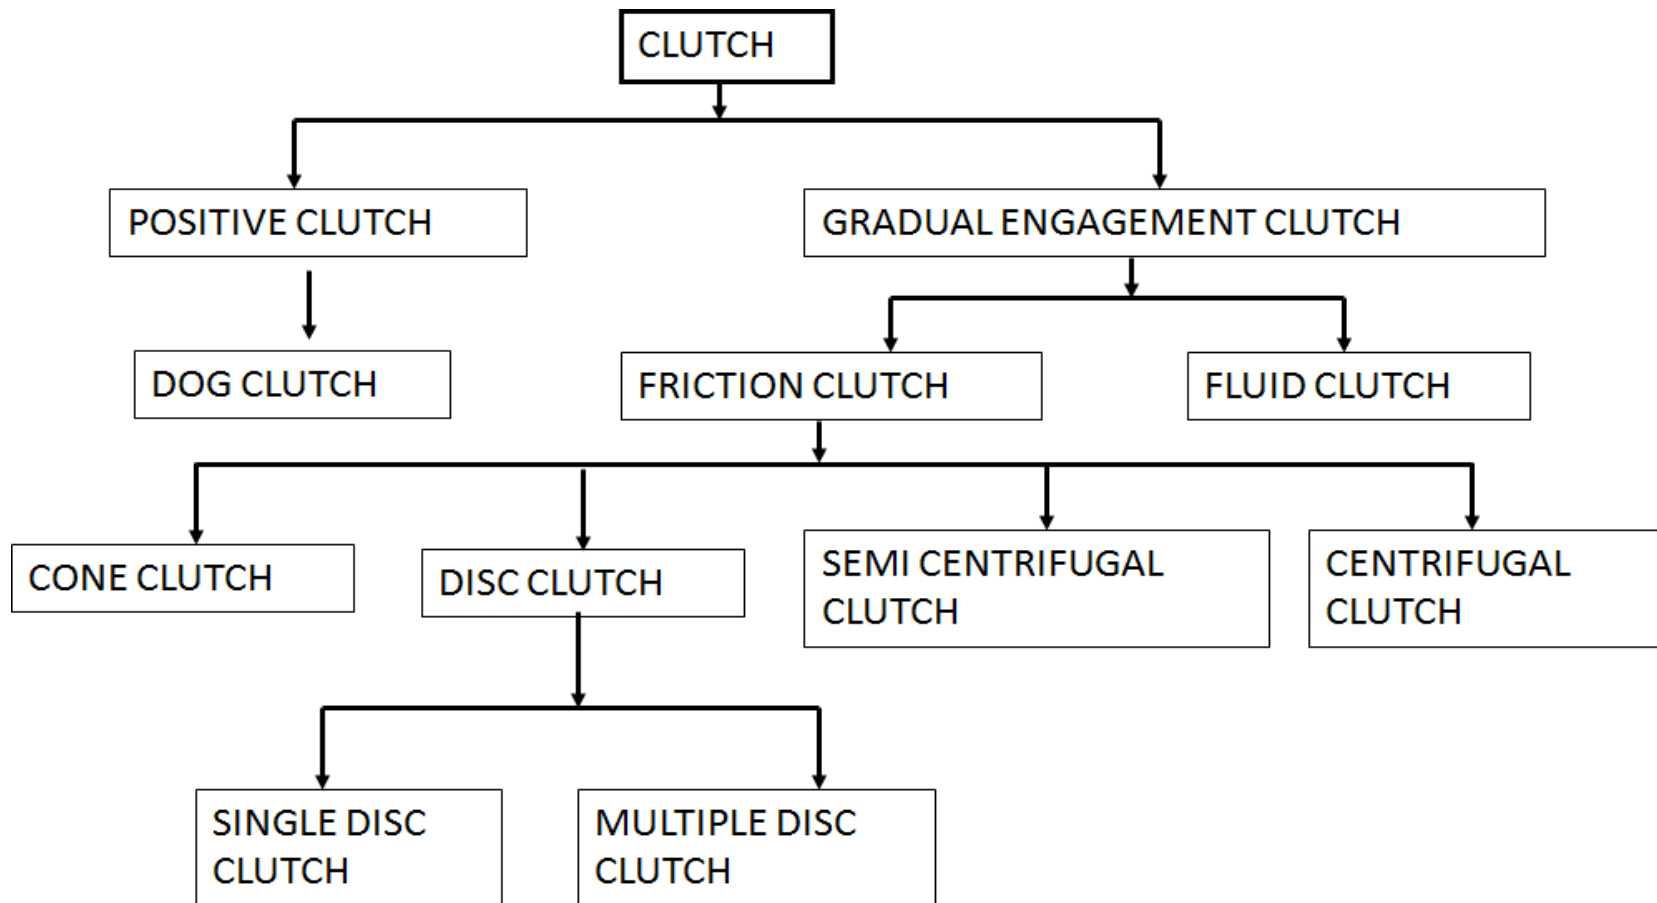 CLUTCH
POSITIVE CLUTCH
GRADUAL ENGAGEMENT CLUTCH
DOG CLUTCH
FRICTION CLUTCH
FLUID CLUTCH
CONE CLUTCH
DISC CLUTCH
SEMI CENTRIFUGAL
CLUTCH
CENTRIFUGAL
CLUTCH
SINGLE DISC
CLUTCH
MULTIPLE DISC
CLUTCH